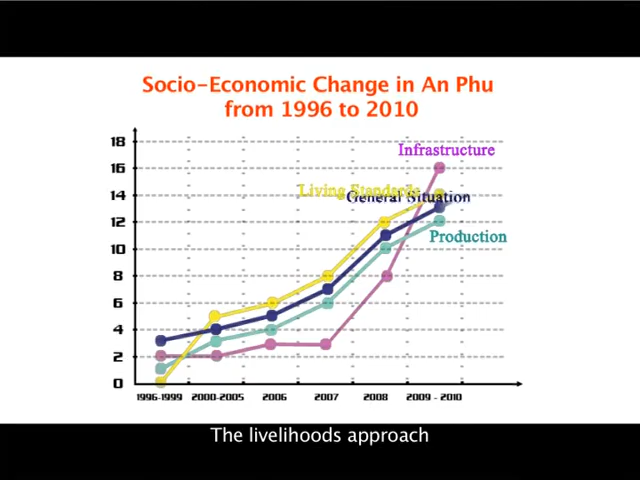 Socio-Economic Change in An Phu
from 1996 to 2010
18
Infrastructure
16
Living Standards
14
General Situation
12
Production
10
8
6
4
2
0
1996-1999 2000-2005 2006 2007 2008 2009 - 2010
The livelihoods approach